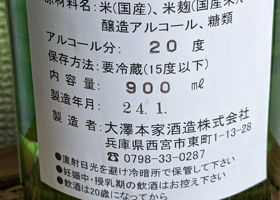 原材料名：米(国産)、米麹(国産米)、
醸造アルコール、糖類
アルコール分：20度
保存方法：要冷蔵(15度以下)
内容量：900㎖
製造年月：24.1.
製造者：大澤本家酒造株式会社
兵庫県西宮市東町1-13-28
☎0798-33-0287
●直射日光を避け冷暗所で保管して下さい
●妊娠中・授乳期の飲酒はお控え下さい
●飲酒は20歳になってから